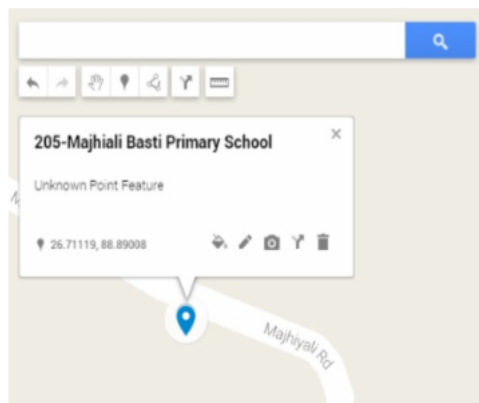 205-Majhiali Basti Primary School
Unknown Point Feature
26.71119, 88.89008
Majhiyali Rd